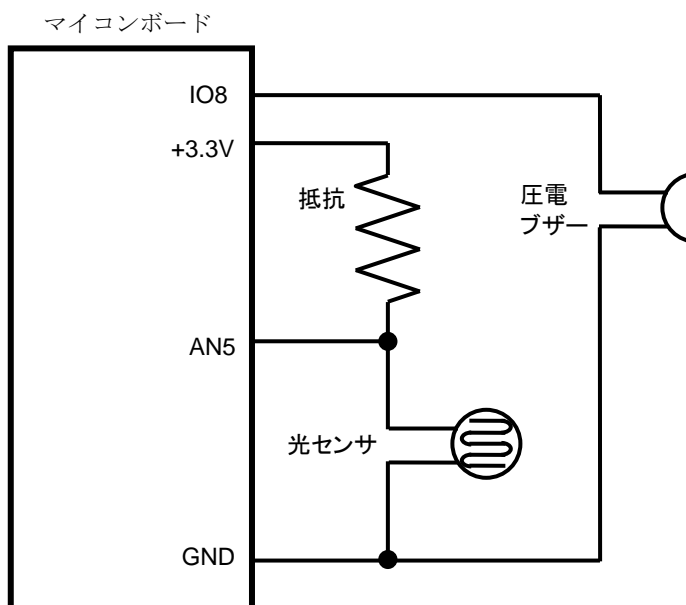 マイコンボード
IO8
+3.3V
抵抗
圧電
ブザー
AN5
光センサ
GND